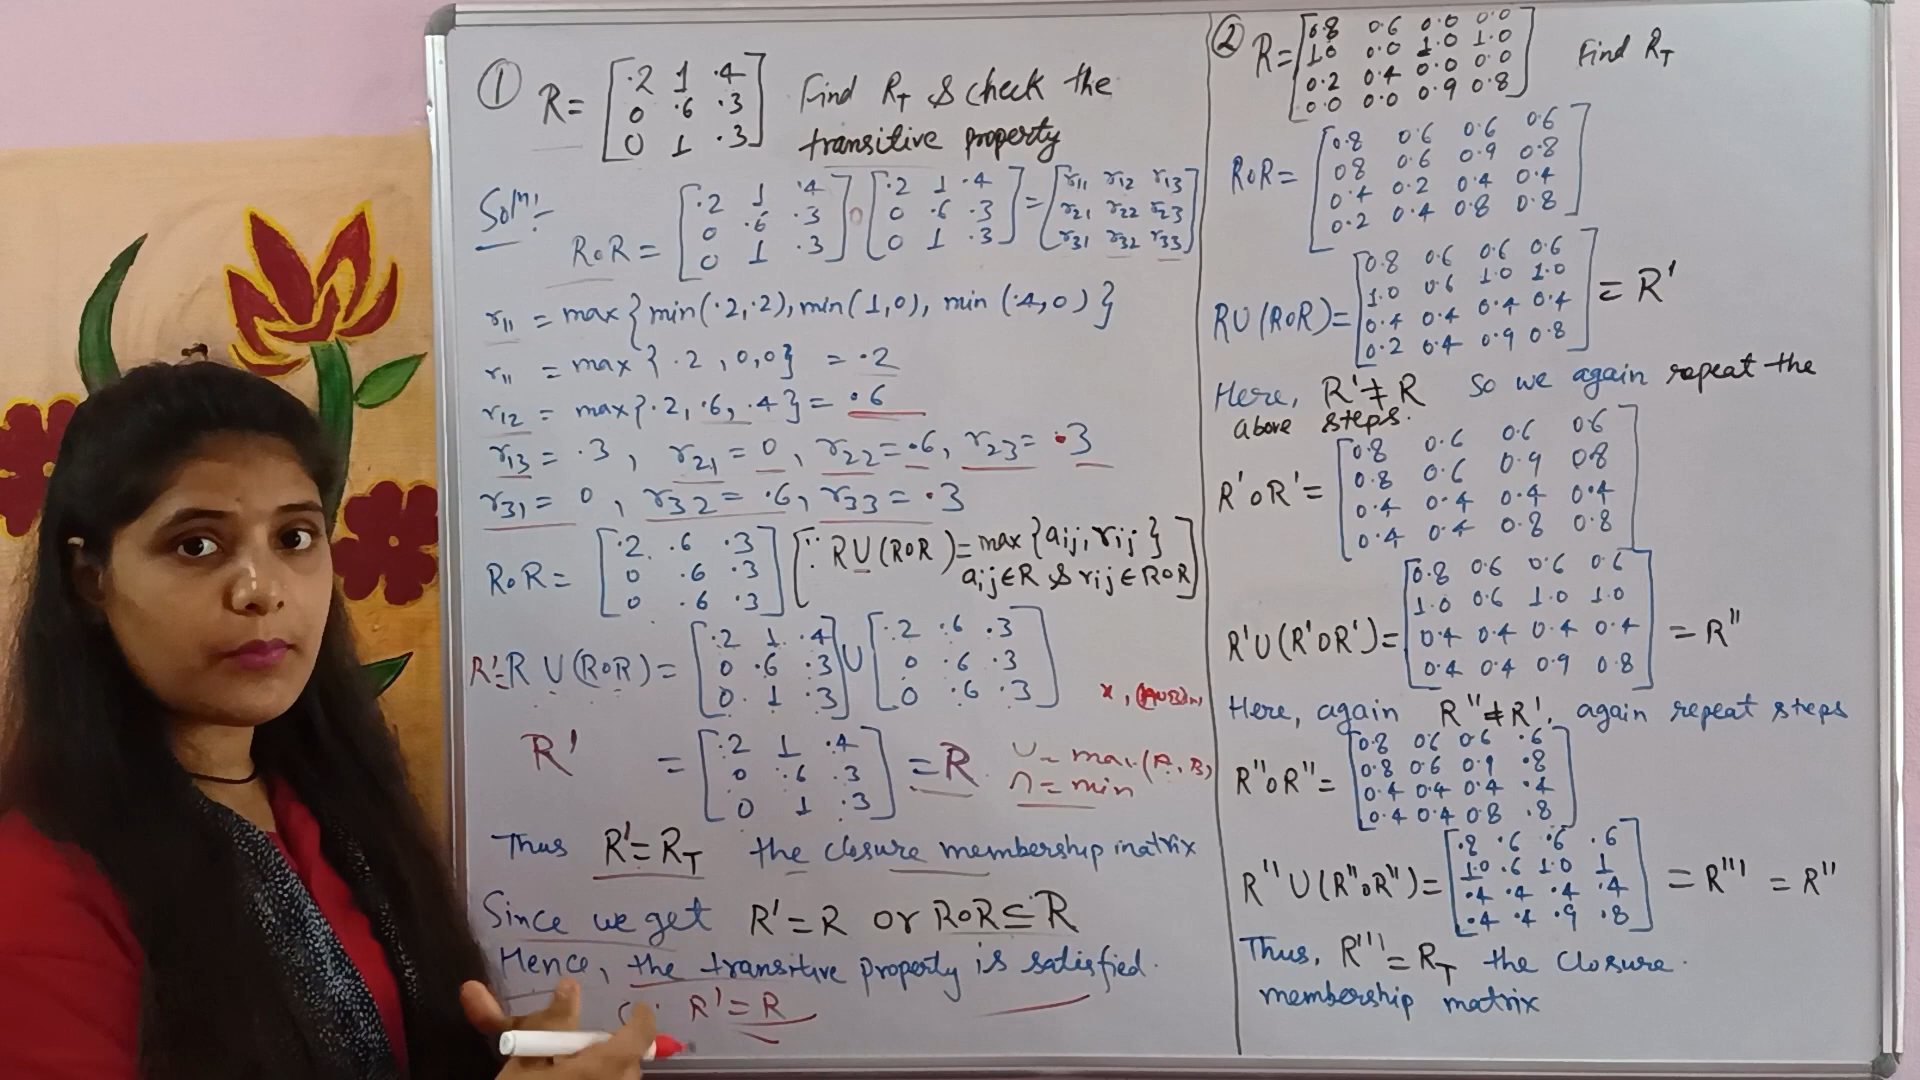 ① R= [.2 1 .4
0 .6 .3
0 1 .3]
Find R_T & check the
transitive property
Solⁿ:-
RoR = [.2 1 .4
0 .6 .3
0 1 .3] o [.2 1 .4
0 .6 .3
0 1 .3] = [r11 r12 r13
r21 r22 r23
r31 r32 r33]
r11 = max{min(.2,.2), min(1,0), min(.4,0)}
r11 = max{.2, 0, 0} = .2
r12 = max{.2, .6, .4} = .6
r13 = .3, r21 = 0, r22 = .6, r23 = .3
r31 = 0, r32 = .6, r33 = .3
RoR = [.2 .6 .3
0 .6 .3
0 .6 .3]
[∵ RU(RoR) = max{aij, rij}
aij∈R & rij∈RoR]
R'=R U (RoR) = [.2 1 .4
0 .6 .3
0 1 .3] U [.2 .6 .3
0 .6 .3
0 .6 .3]
R' = [.2 1 .4
0 .6 .3
0 1 .3] = R
∪ = max(A, B)
∩ = min
Thus R'=R_T the closure membership matrix
Since we get R'=R or RoR⊆R
Hence, the transitive property is satisfied.
R'=R
② R= [0.8 0.6 0.0 0.0
1.0 0.0 1.0 1.0
0.2 0.4 0.0 0.0
0.0 0.0 0.9 0.8]
Find R_T
RoR= [0.8 0.6 0.6 0.6
0.8 0.6 0.9 0.8
0.4 0.2 0.4 0.4
0.2 0.4 0.8 0.8]
RU(RoR)= [0.8 0.6 0.6 0.6
1.0 0.6 1.0 1.0
0.4 0.4 0.4 0.4
0.2 0.4 0.9 0.8] = R'
Here, R'≠R So we again repeat the
above steps.
R'oR'= [0.8 0.6 0.6 0.6
0.8 0.6 0.9 0.8
0.4 0.4 0.4 0.4
0.4 0.4 0.8 0.8]
R'U(R'oR')= [0.8 0.6 0.6 0.6
1.0 0.6 1.0 1.0
0.4 0.4 0.4 0.4
0.4 0.4 0.9 0.8] = R''
Here, again R''≠R', again repeat steps
R''oR''= [0.8 0.6 0.6 .6
0.8 0.6 0.9 .8
0.4 0.4 0.4 .4
0.4 0.4 0.8 .8]
R''U(R''oR'')= [.8 .6 .6 .6
1.0 .6 1.0 1
.4 .4 .4 .4
.4 .4 .9 .8] = R''' = R''
Thus, R'''=R_T the closure.
membership matrix